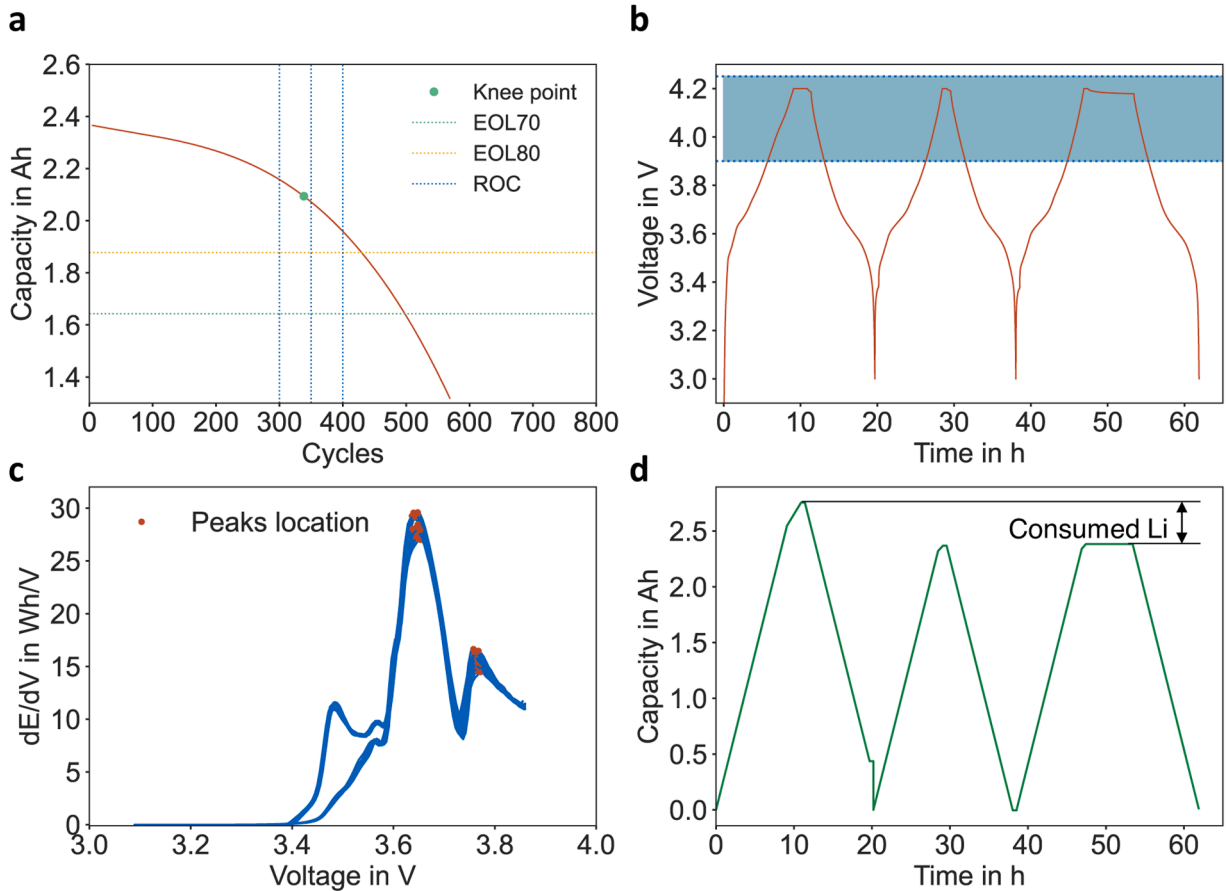 a
2.6
2.4
2.2
2.0
1.8
1.6
1.4
Capacity in Ah
Knee point
EOL70
EOL80
ROC
0 100 200 300 400 500 600 700 800
Cycles
b
4.2
4.0
3.8
3.6
3.4
3.2
3.0
Voltage in V
0 10 20 30 40 50 60
Time in h
c
30
25
20
15
10
5
0
dE/dV in Wh/V
Peaks location
3.0 3.2 3.4 3.6 3.8 4.0
Voltage in V
d
2.5
2.0
1.5
1.0
0.5
0.0
Capacity in Ah
Consumed Li
0 10 20 30 40 50 60
Time in h